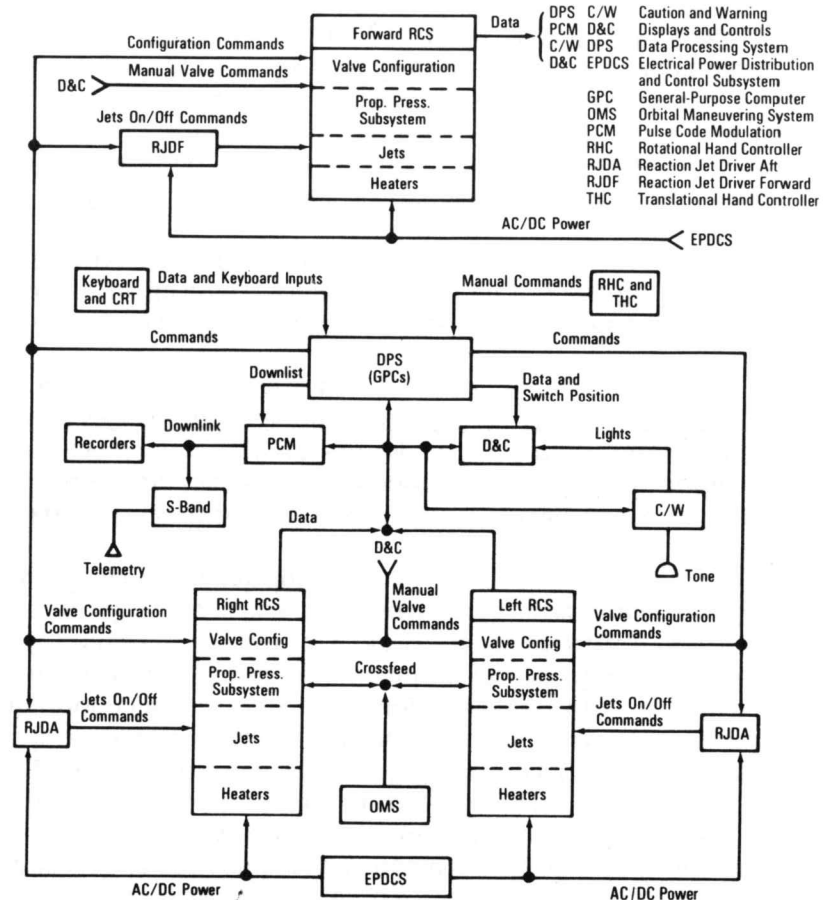 Forward RCS
Valve Configuration
Prop. Press.
Subsystem
Jets
Heaters
Data
DPS
PCM
C/W
D&C
C/W Caution and Warning
D&C Displays and Controls
DPS Data Processing System
EPDCS Electrical Power Distribution
and Control Subsystem
GPC General-Purpose Computer
OMS Orbital Maneuvering System
PCM Pulse Code Modulation
RHC Rotational Hand Controller
RJDA Reaction Jet Driver Aft
RJDF Reaction Jet Driver Forward
THC Translational Hand Controller
Configuration Commands
Manual Valve Commands
D&C
Jets On/Off Commands
RJDF
AC/DC Power
EPDCS
Keyboard
and CRT
Data and Keyboard Inputs
Manual Commands
RHC and
THC
Commands
DPS
(GPCs)
Commands
Downlist
Data and
Switch Position
Recorders
Downlink
PCM
D&C
Lights
S-Band
C/W
Telemetry
Data
D&C
Tone
Right RCS
Manual
Valve
Commands
Left RCS
Valve Configuration
Commands
Valve Config
Valve Config
Valve Configuration
Commands
Prop. Press.
Subsystem
Crossfeed
Prop. Press.
Subsystem
RJDA
Jets On/Off
Commands
Jets
Jets
Jets On/Off
Commands
RJDA
Heaters
OMS
Heaters
AC/DC Power
EPDCS
AC/DC Power